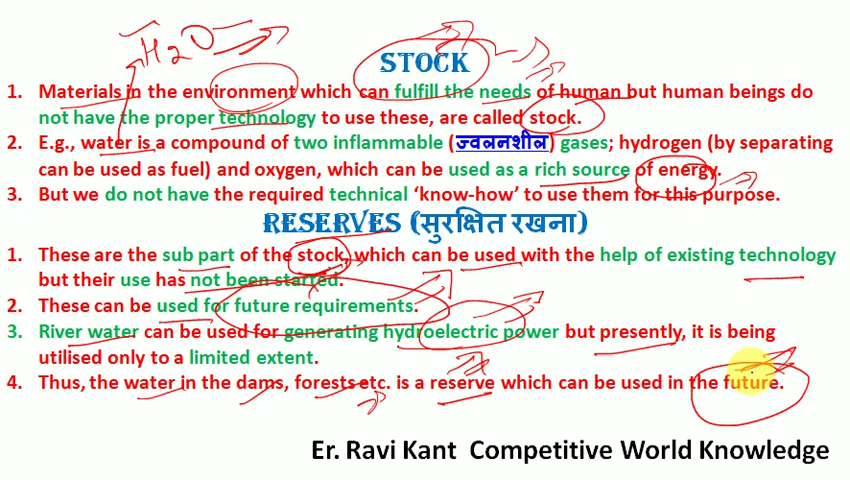 H2O
STOCK
1. Materials in the environment which can fulfill the needs of human but human beings do
not have the proper technology to use these, are called stock.
2. E.g., water is a compound of two inflammable (ज्वलनशील) gases; hydrogen (by separating
can be used as fuel) and oxygen, which can be used as a rich source of energy.
3. But we do not have the required technical ‘know-how’ to use them for this purpose.
RESERVES (सुरक्षित रखना)
1. These are the sub part of the stock, which can be used with the help of existing technology
but their use has not been started.
2. These can be used for future requirements.
3. River water can be used for generating hydroelectric power but presently, it is being
utilised only to a limited extent.
4. Thus, the water in the dams, forests etc. is a reserve which can be used in the future.
Er. Ravi Kant Competitive World Knowledge